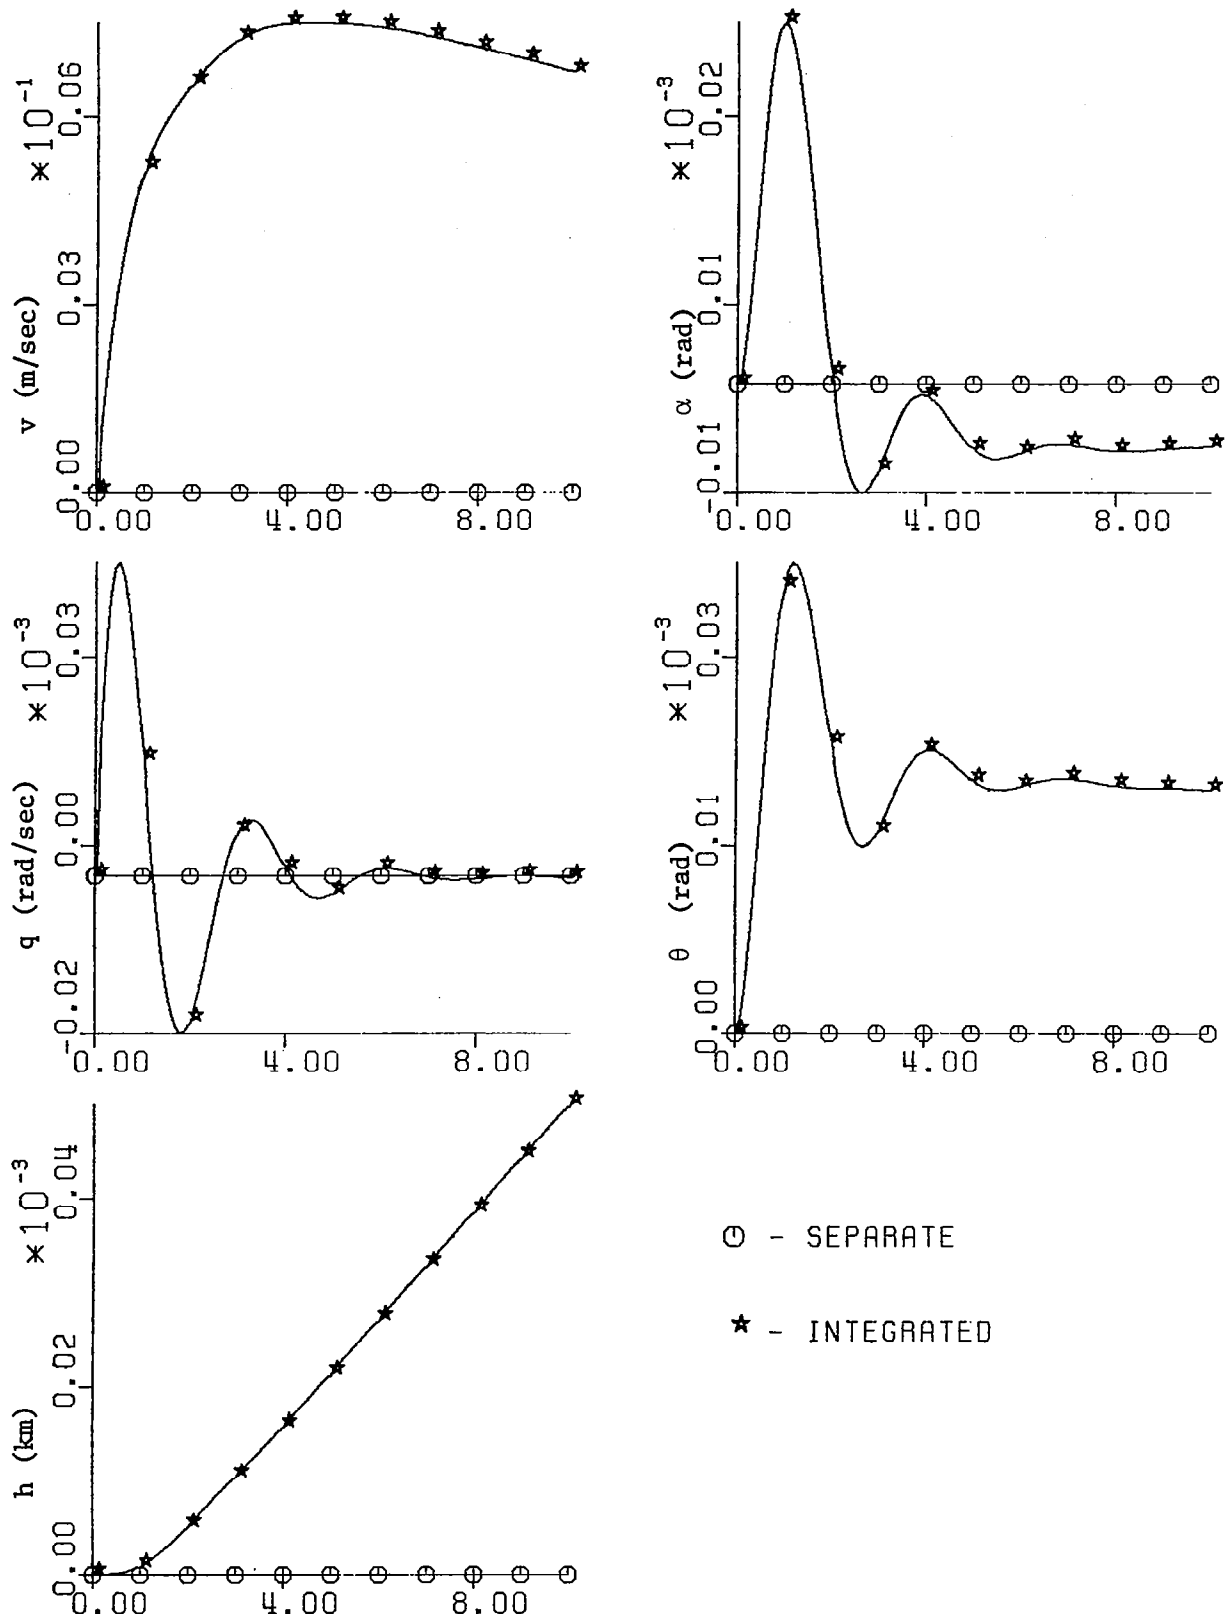 v (m/sec) *10⁻¹
0.00 0.03 0.06
0.00 4.00 8.00
α (rad) *10⁻³
-0.01 0.01 0.02
0.00 4.00 8.00
q (rad/sec) *10⁻³
-0.02 0.00 0.03
0.00 4.00 8.00
θ (rad) *10⁻³
0.00 0.01 0.03
0.00 4.00 8.00
h (km) *10⁻³
0.00 0.02 0.04
0.00 4.00 8.00
- SEPARATE
- INTEGRATED